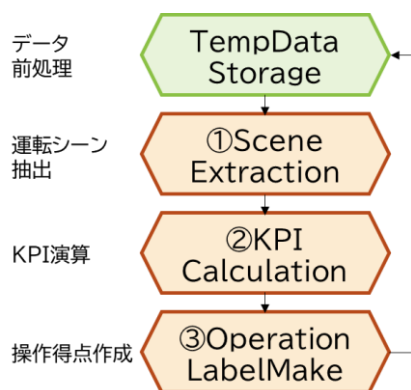 データ
前処理
TempData
Storage
運転シーン
抽出
①Scene
Extraction
KPI演算
②KPI
Calculation
操作得点作成
③Operation
LabelMake